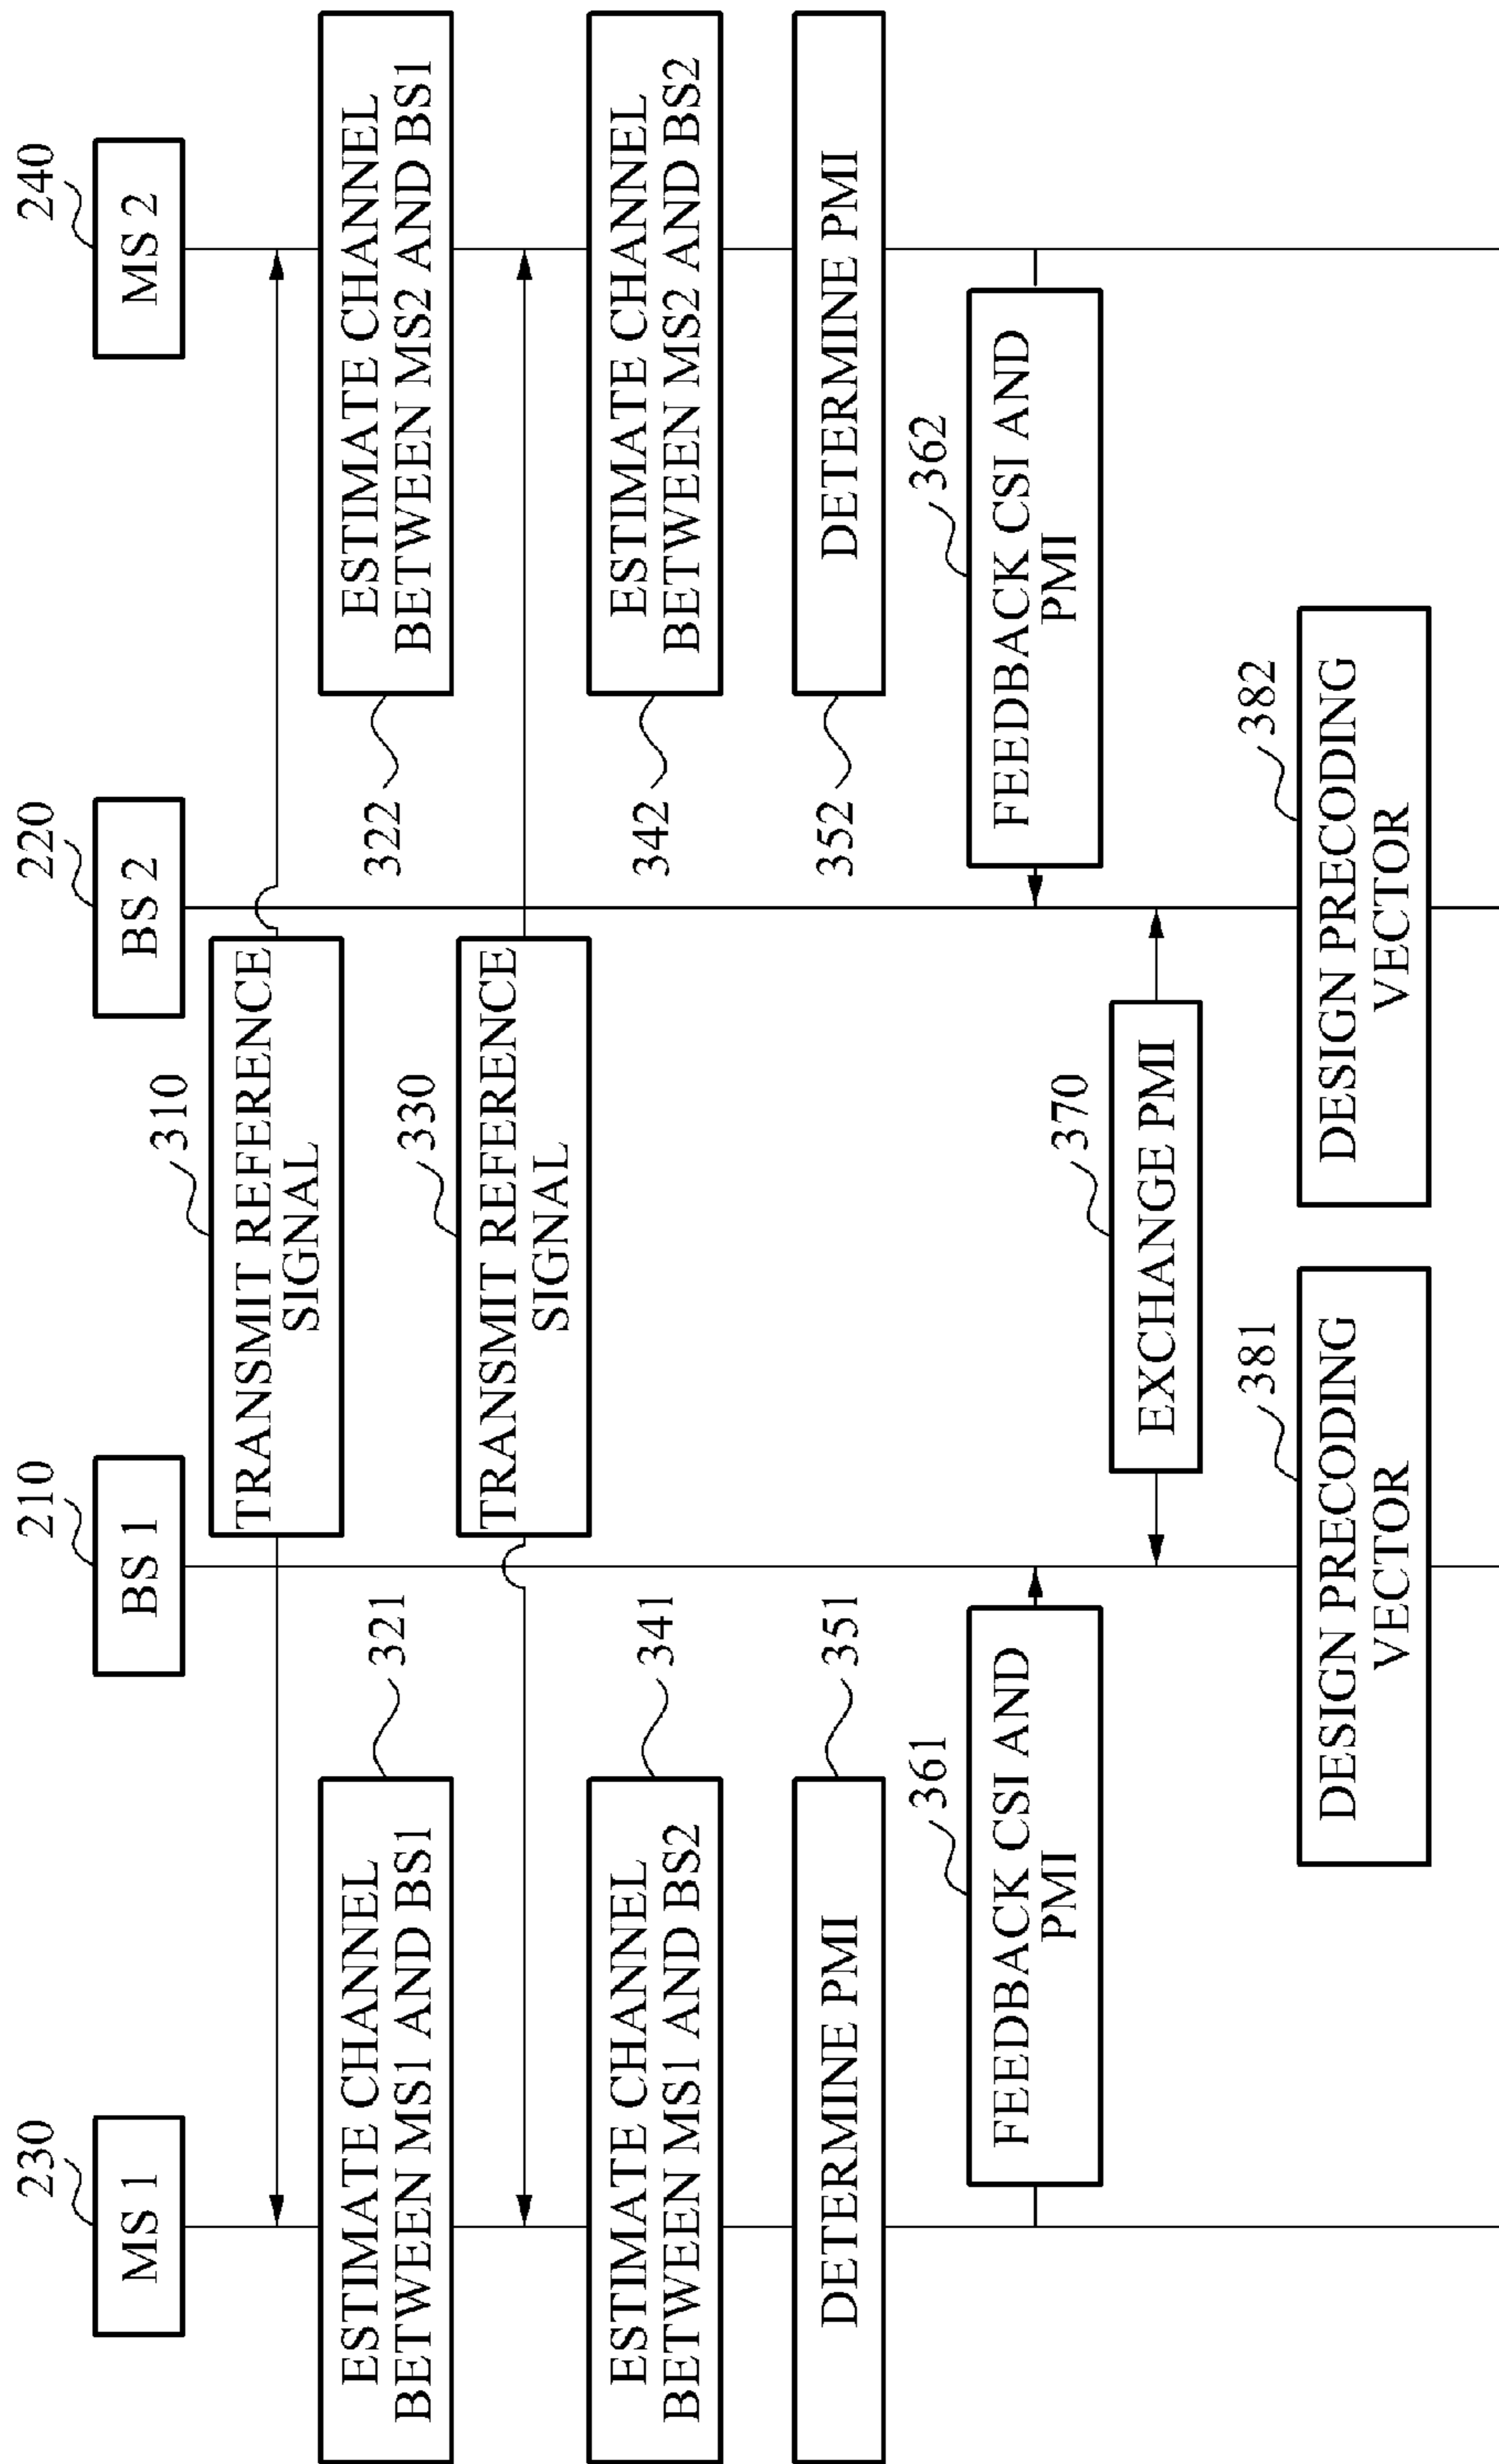 230
210
220
240
MS 1
BS 1
BS 2
MS 2
310
TRANSMIT REFERENCE
SIGNAL
321
ESTIMATE CHANNEL
BETWEEN MS1 AND BS1
322
ESTIMATE CHANNEL
BETWEEN MS2 AND BS1
330
TRANSMIT REFERENCE
SIGNAL
341
ESTIMATE CHANNEL
BETWEEN MS1 AND BS2
342
ESTIMATE CHANNEL
BETWEEN MS2 AND BS2
351
DETERMINE PMI
352
DETERMINE PMI
361
FEEDBACK CSI AND
PMI
362
FEEDBACK CSI AND
PMI
370
EXCHANGE PMI
381
DESIGN PRECODING
VECTOR
382
DESIGN PRECODING
VECTOR